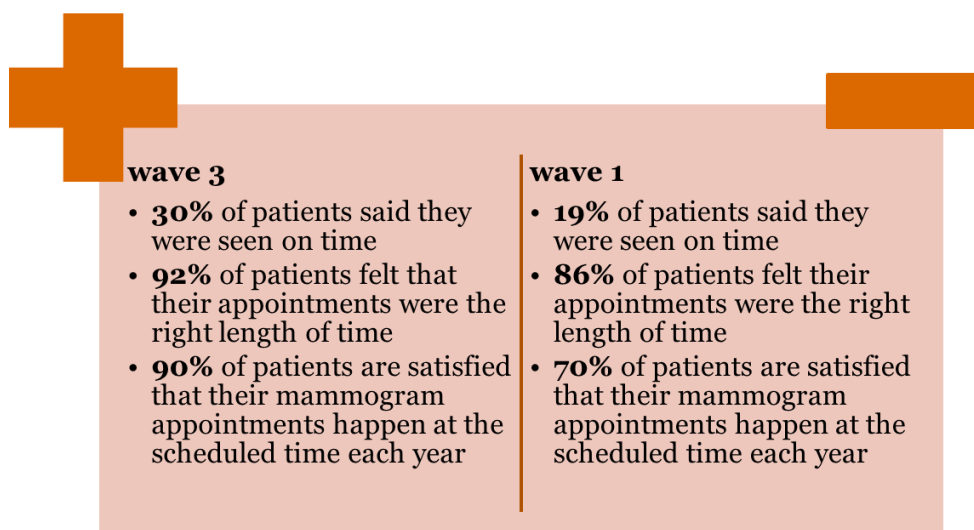 wave 3
• 30% of patients said they
were seen on time
• 92% of patients felt that
their appointments were the
right length of time
• 90% of patients are satisfied
that their mammogram
appointments happen at the
scheduled time each year
wave 1
• 19% of patients said they
were seen on time
• 86% of patients felt their
appointments were the right
length of time
• 70% of patients are satisfied
that their mammogram
appointments happen at the
scheduled time each year